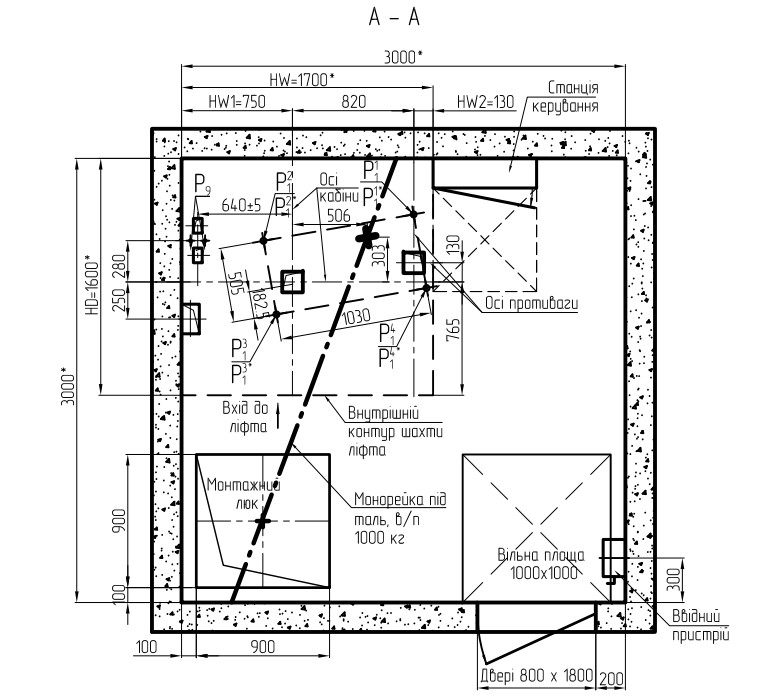 А – А
3000*
HW=1700*
HW1=750
820
HW2=130
Станція
керування
P9
P1²
P1²*
Осі
кабіни
P1¹
P1¹*
640±5
506
303
130
280
250
HD=1600*
3000*
505
182,5
1030
Осі противаги
765
P1³
P1³*
P1⁴
P1⁴*
Вхід до
ліфта
Внутрішній
контур шахти
ліфта
Монтажний
люк
Монорейка під
таль, в/п
1000 кг
Вільна площа
1000х1000
900
100
300
Ввідний
пристрій
100
900
Двері 800 х 1800
200